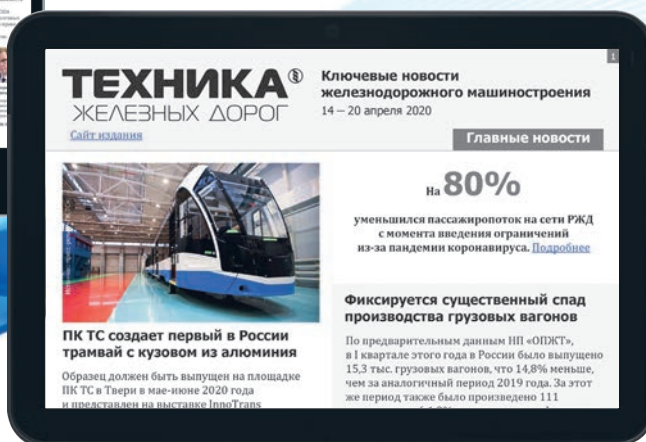 1
ТЕХНИКА®
ЖЕЛЕЗНЫХ ДОРОГ
Сайт издания
Ключевые новости
железнодорожного машиностроения
14 — 20 апреля 2020
Главные новости
ПК ТС создает первый в России
трамвай с кузовом из алюминия
Образец должен быть выпущен на площадке
ПК ТС в Твери в мае-июне 2020 года
и представлен на выставке InnoTrans
На 80%
уменьшился пассажиропоток на сети РЖД
с момента введения ограничений
из-за пандемии коронавируса. Подробнее
Фиксируется существенный спад
производства грузовых вагонов
По предварительным данным НП «ОПЖТ»,
в I квартале этого года в России было выпущено
15,3 тыс. грузовых вагонов, что 14,8% меньше,
чем за аналогичный период 2019 года. За этот
же период также было произведено 111